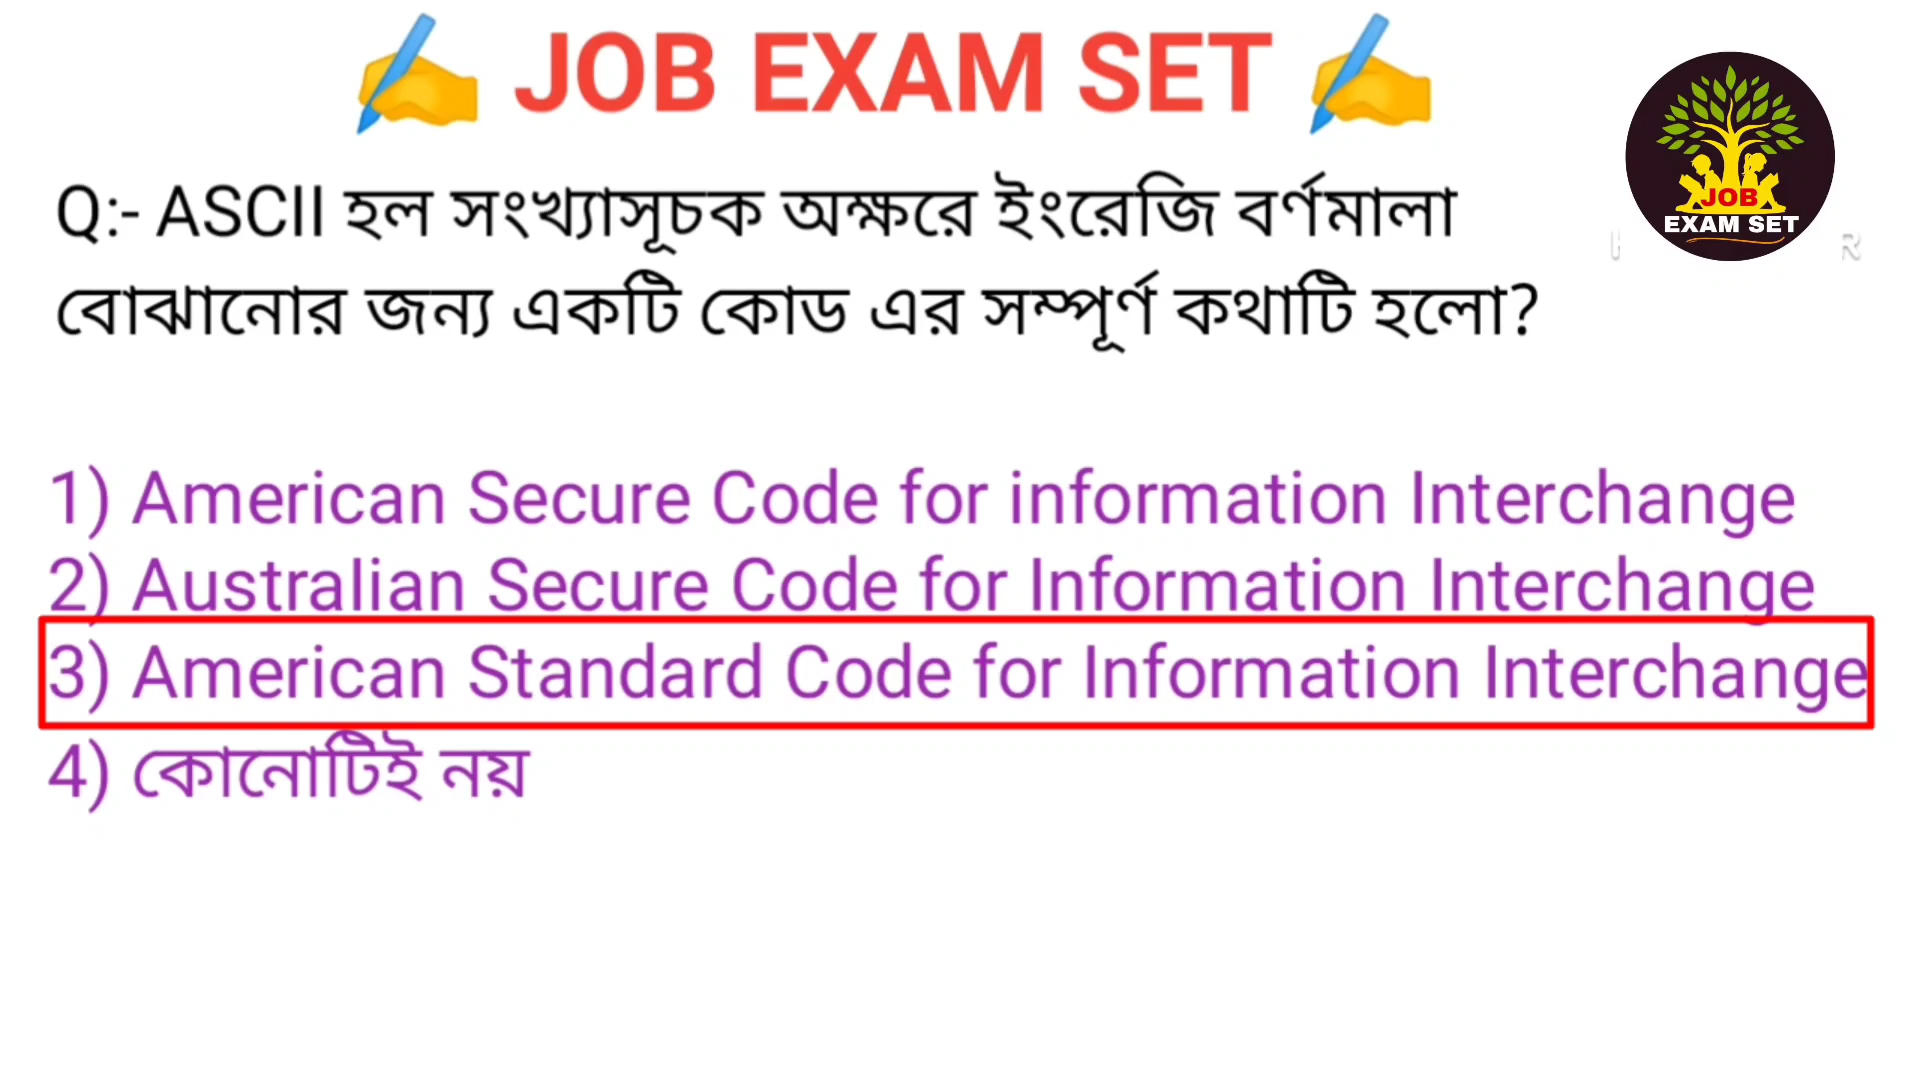 ✍️ JOB EXAM SET ✍️
Q:- ASCII হল সংখ্যাসূচক অক্ষরে ইংরেজি বর্ণমালা
বোঝানোর জন্য একটি কোড এর সম্পূর্ণ কথাটি হলো?
JOB
EXAM SET
1) American Secure Code for information Interchange
2) Australian Secure Code for Information Interchange
3) American Standard Code for Information Interchange
4) কোনোটিই নয়